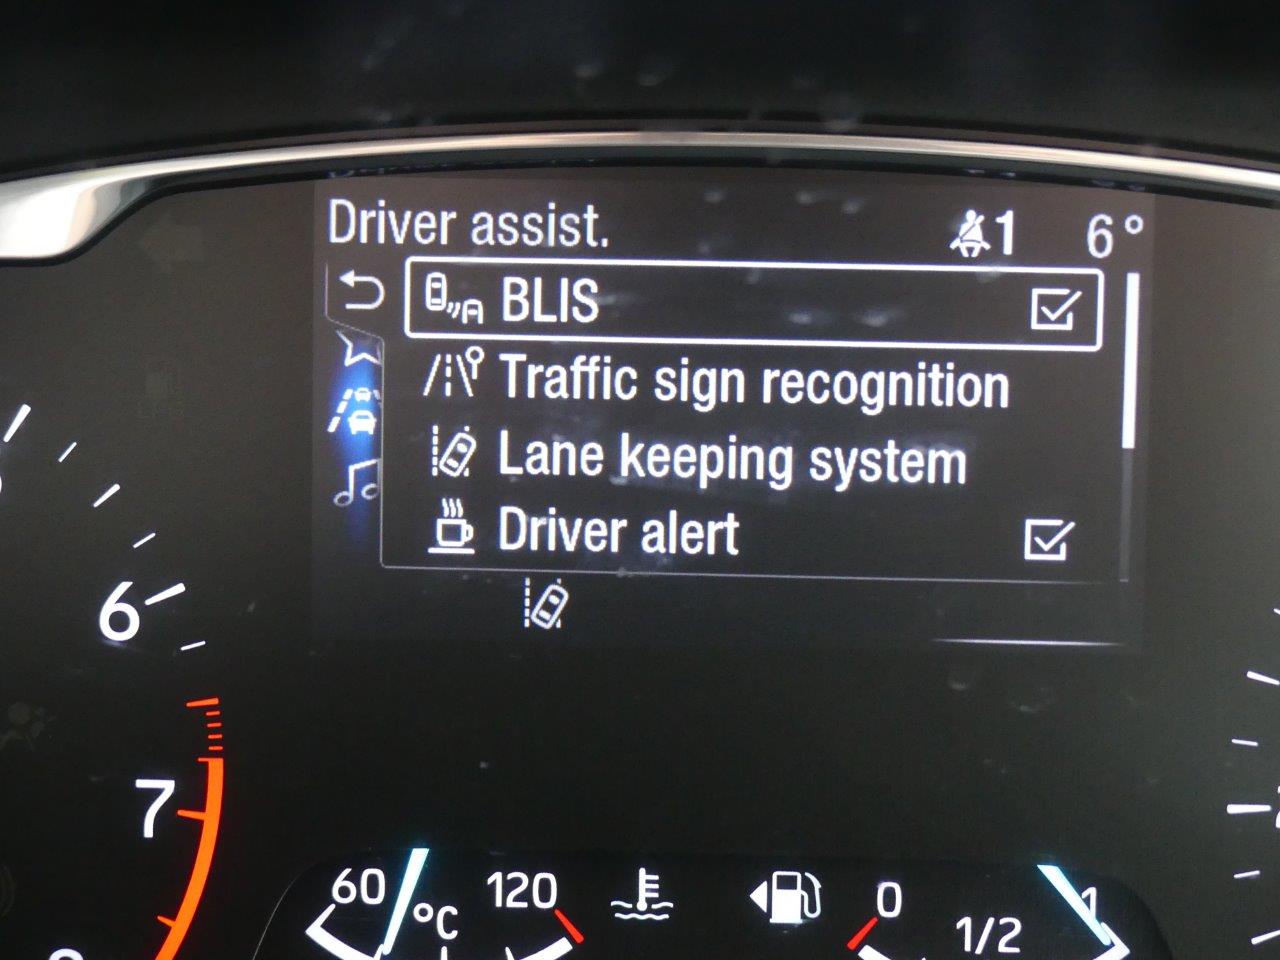 Driver assist. 1 6°
BLIS
Traffic sign recognition
Lane keeping system
Driver alert
6
7
60 °C 120
0 1/2 1